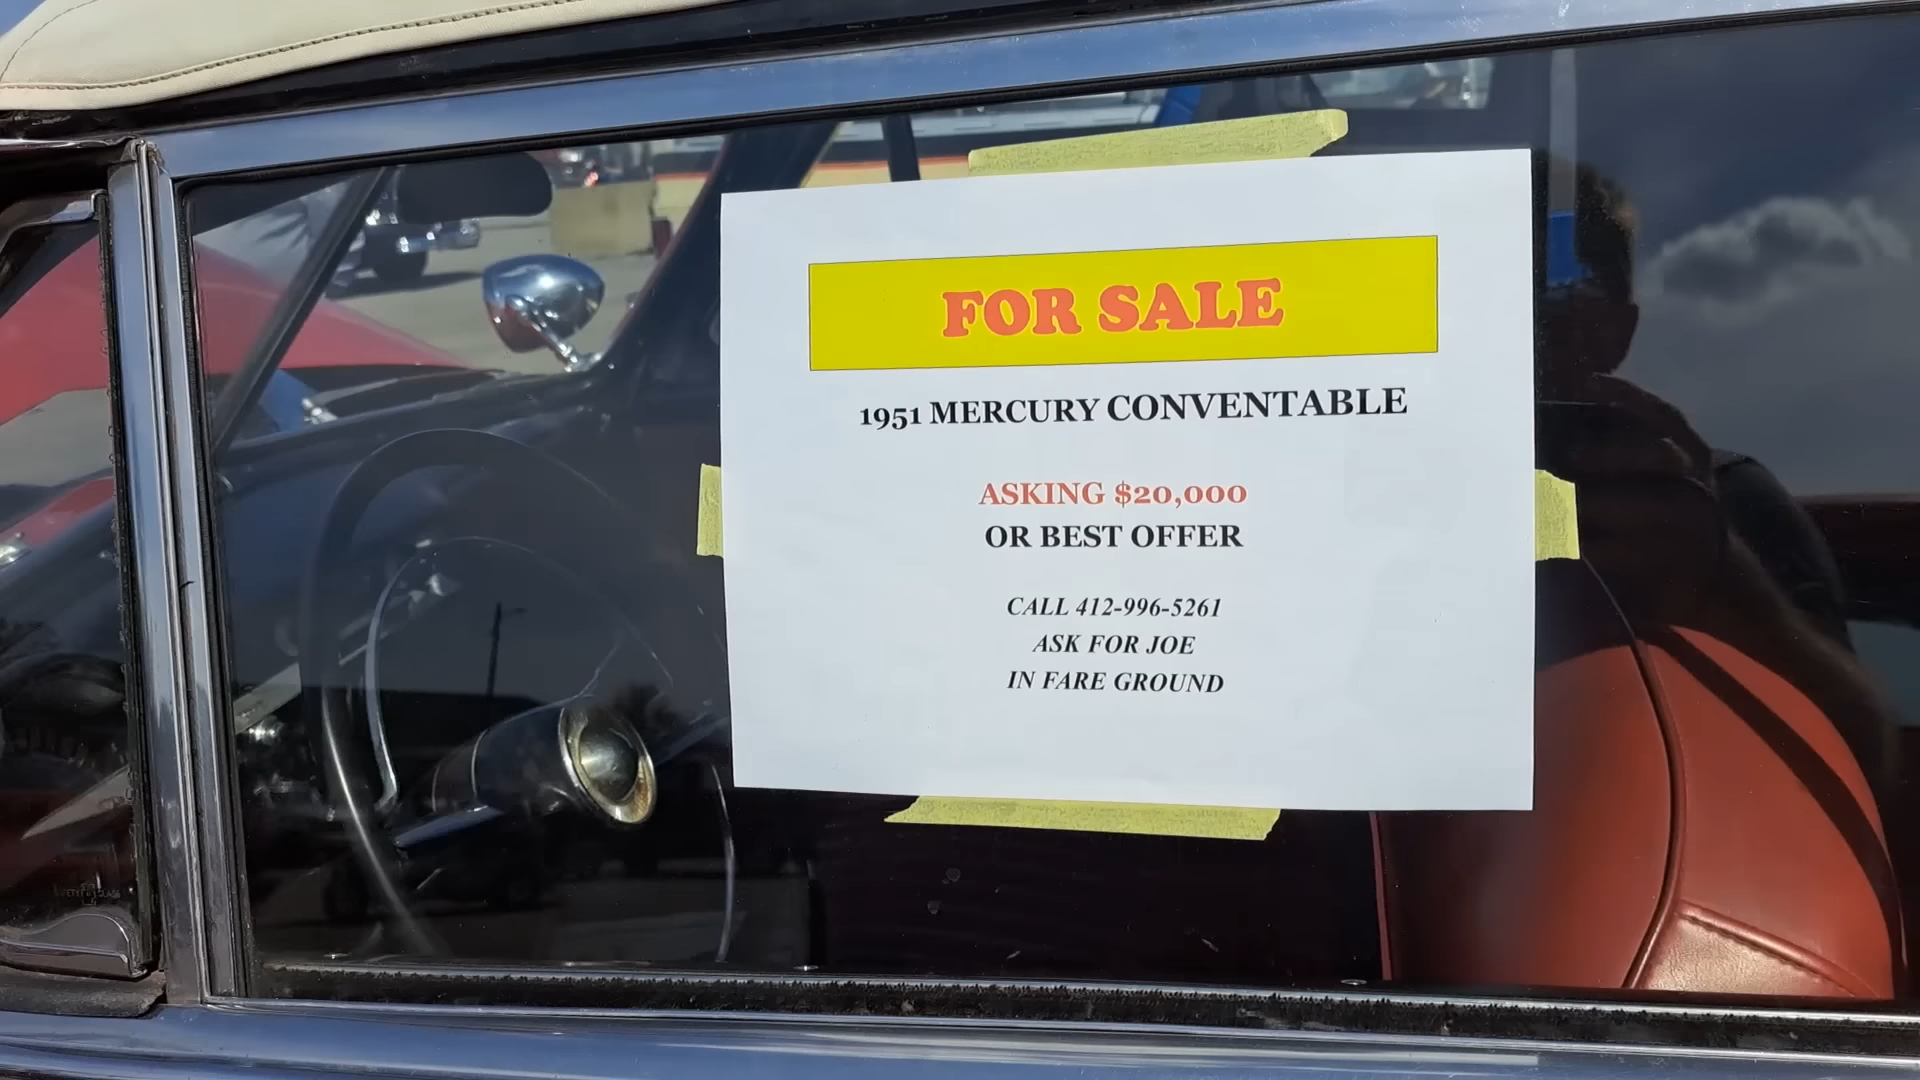 FOR SALE
1951 MERCURY CONVENTABLE
ASKING $20,000
OR BEST OFFER
CALL 412-996-5261
ASK FOR JOE
IN FARE GROUND